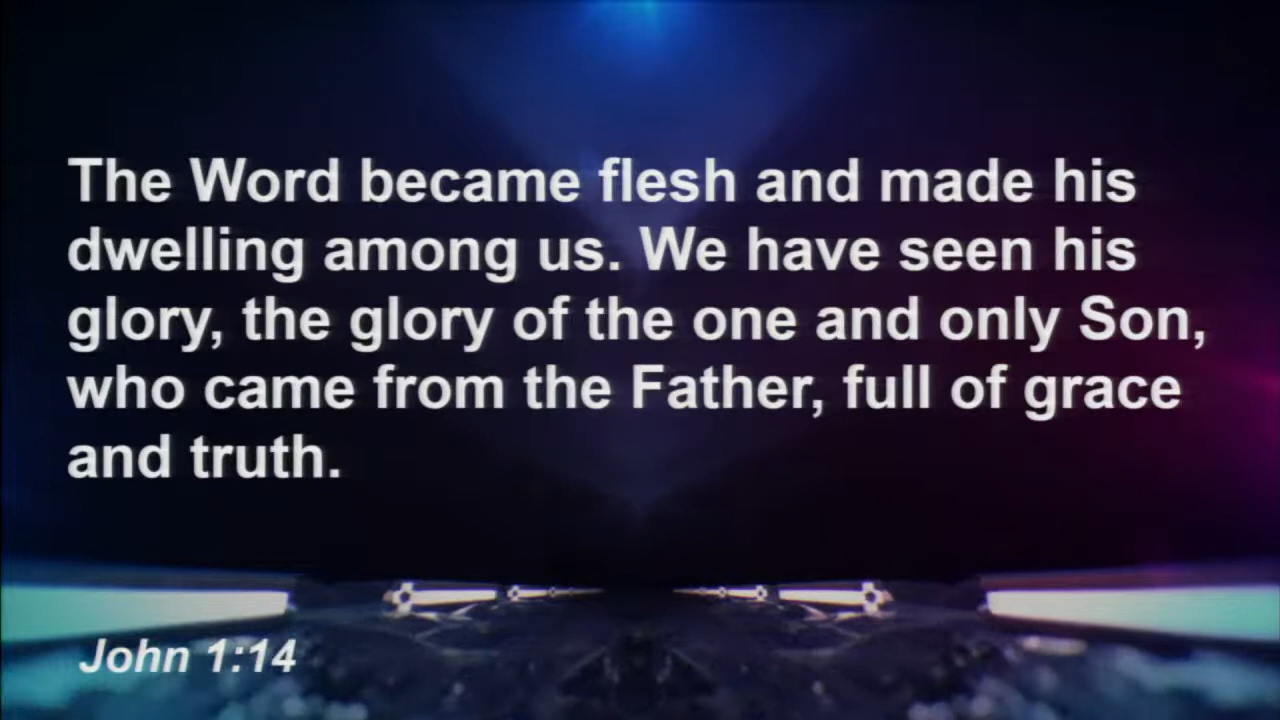 The Word became flesh and made his
dwelling among us. We have seen his
glory, the glory of the one and only Son,
who came from the Father, full of grace
and truth.
John 1:14